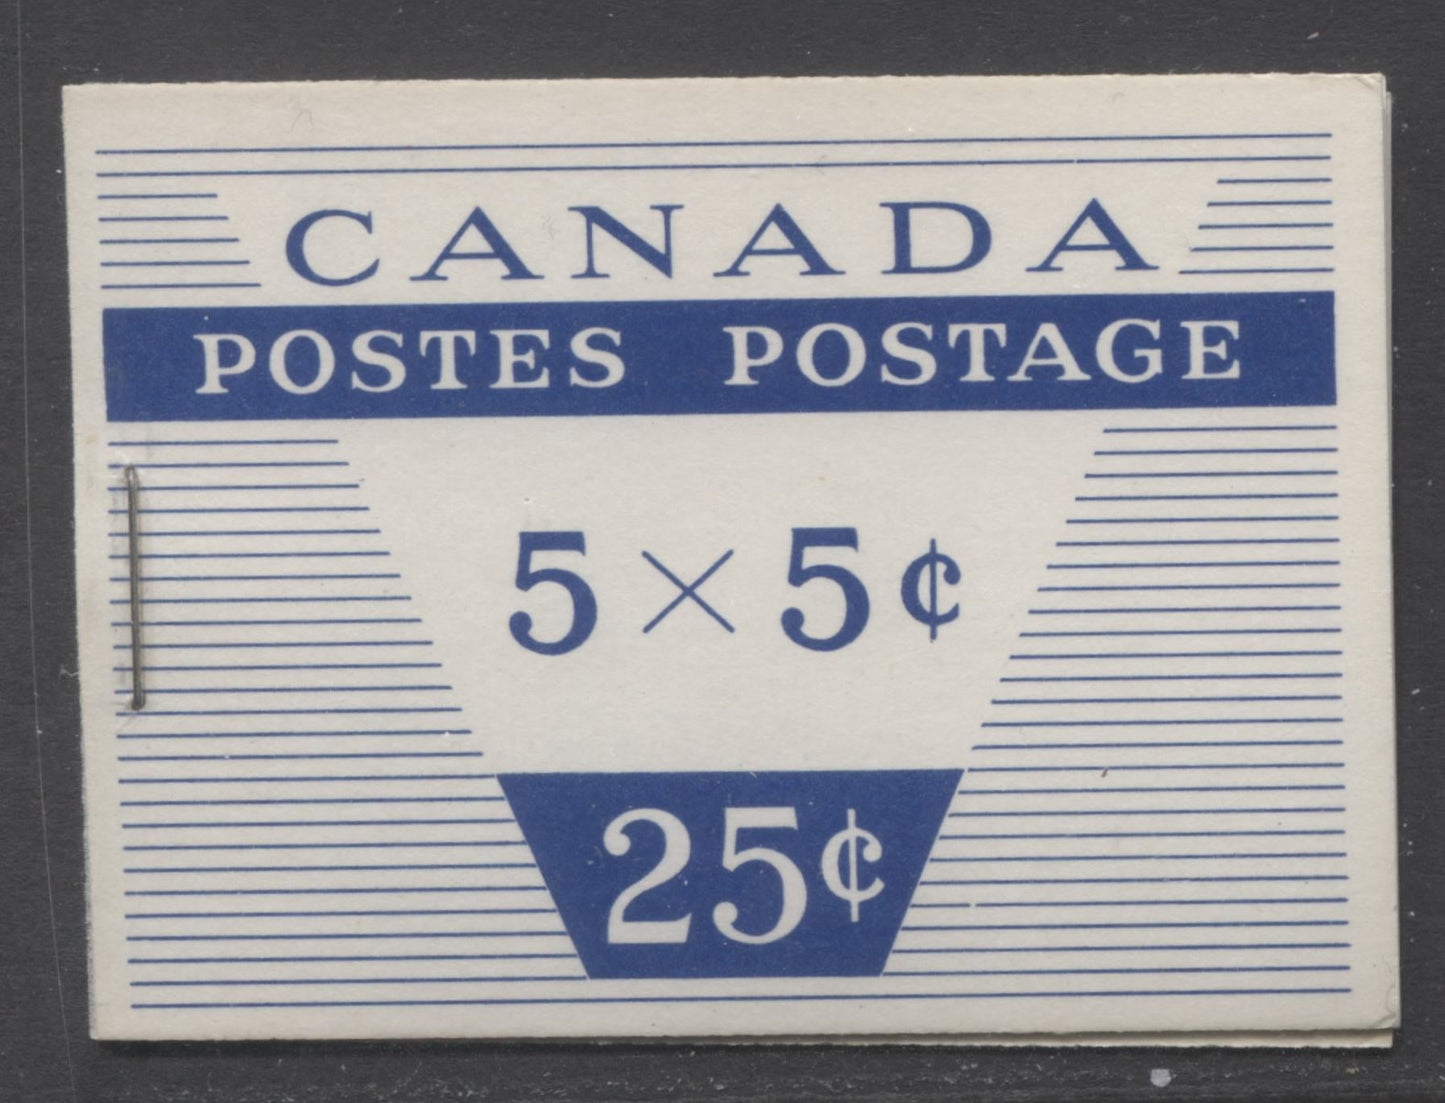 CANADA
POSTES POSTAGE
5 × 5¢
25¢